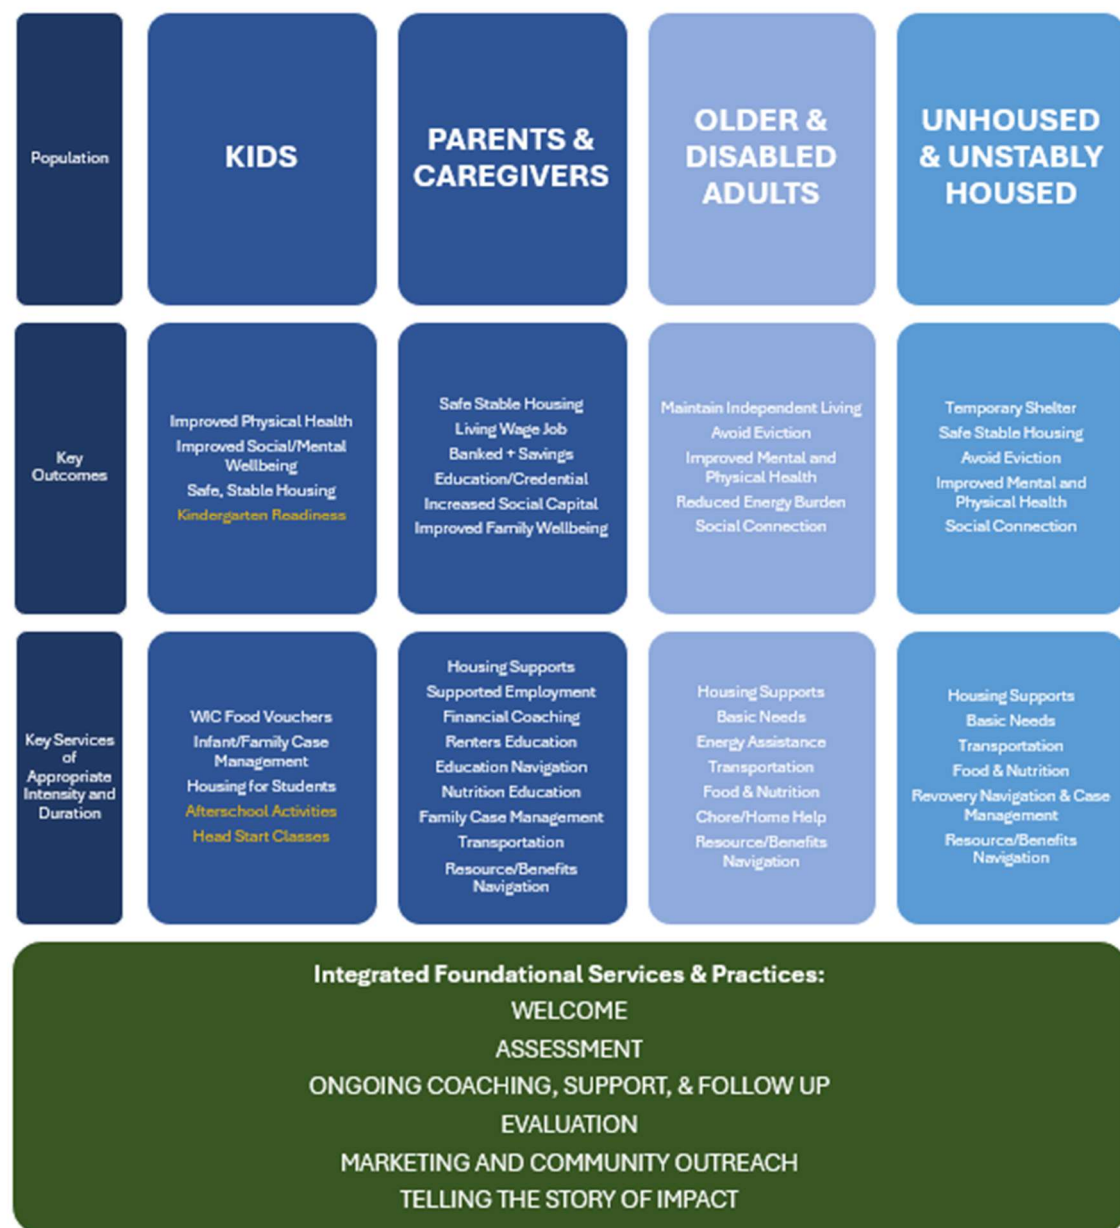 Population
KIDS
PARENTS &
CAREGIVERS
OLDER &
DISABLED
ADULTS
UNHOUSED
& UNSTABLY
HOUSED
Key
Outcomes
Improved Physical Health
Improved Social/Mental
Wellbeing
Safe, Stable Housing
Kindergarten Readiness
Safe Stable Housing
Living Wage Job
Banked + Savings
Education/Credential
Increased Social Capital
Improved Family Wellbeing
Maintain Independent Living
Avoid Eviction
Improved Mental and
Physical Health
Reduced Energy Burden
Social Connection
Temporary Shelter
Safe Stable Housing
Avoid Eviction
Improved Mental and
Physical Health
Social Connection
Key Services
of
Appropriate
Intensity and
Duration
WIC Food Vouchers
Infant/Family Case
Management
Housing for Students
Afterschool Activities
Head Start Classes
Housing Supports
Supported Employment
Financial Coaching
Renters Education
Education Navigation
Nutrition Education
Family Case Management
Transportation
Resource/Benefits
Navigation
Housing Supports
Basic Needs
Energy Assistance
Transportation
Food & Nutrition
Chore/Home Help
Resource/Benefits
Navigation
Housing Supports
Basic Needs
Transportation
Food & Nutrition
Revovery Navigation & Case
Management
Resource/Benefits
Navigation
Integrated Foundational Services & Practices:
WELCOME
ASSESSMENT
ONGOING COACHING, SUPPORT, & FOLLOW UP
EVALUATION
MARKETING AND COMMUNITY OUTREACH
TELLING THE STORY OF IMPACT